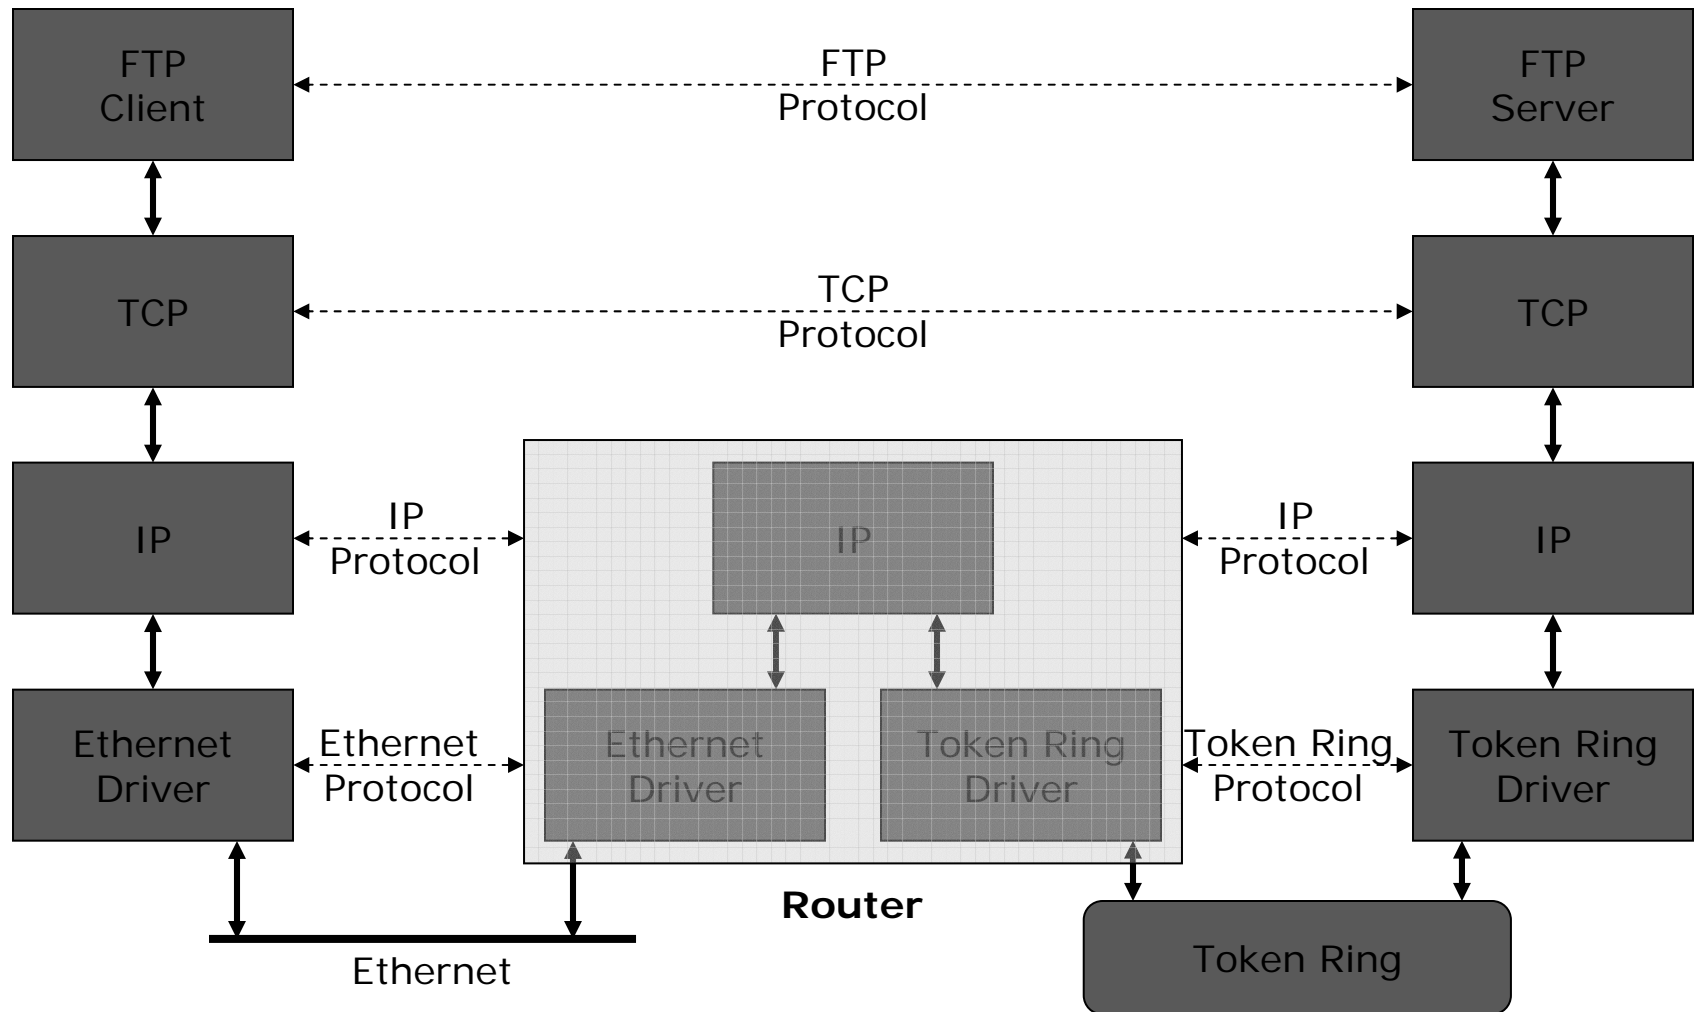 FTP
Client
FTP
Protocol
FTP
Server
TCP
TCP
Protocol
TCP
IP
IP
Protocol
IP
IP
Protocol
IP
Ethernet
Driver
Ethernet
Protocol
Ethernet
Driver
Token Ring
Driver
Token Ring
Protocol
Token Ring
Driver
Router
Ethernet
Token Ring